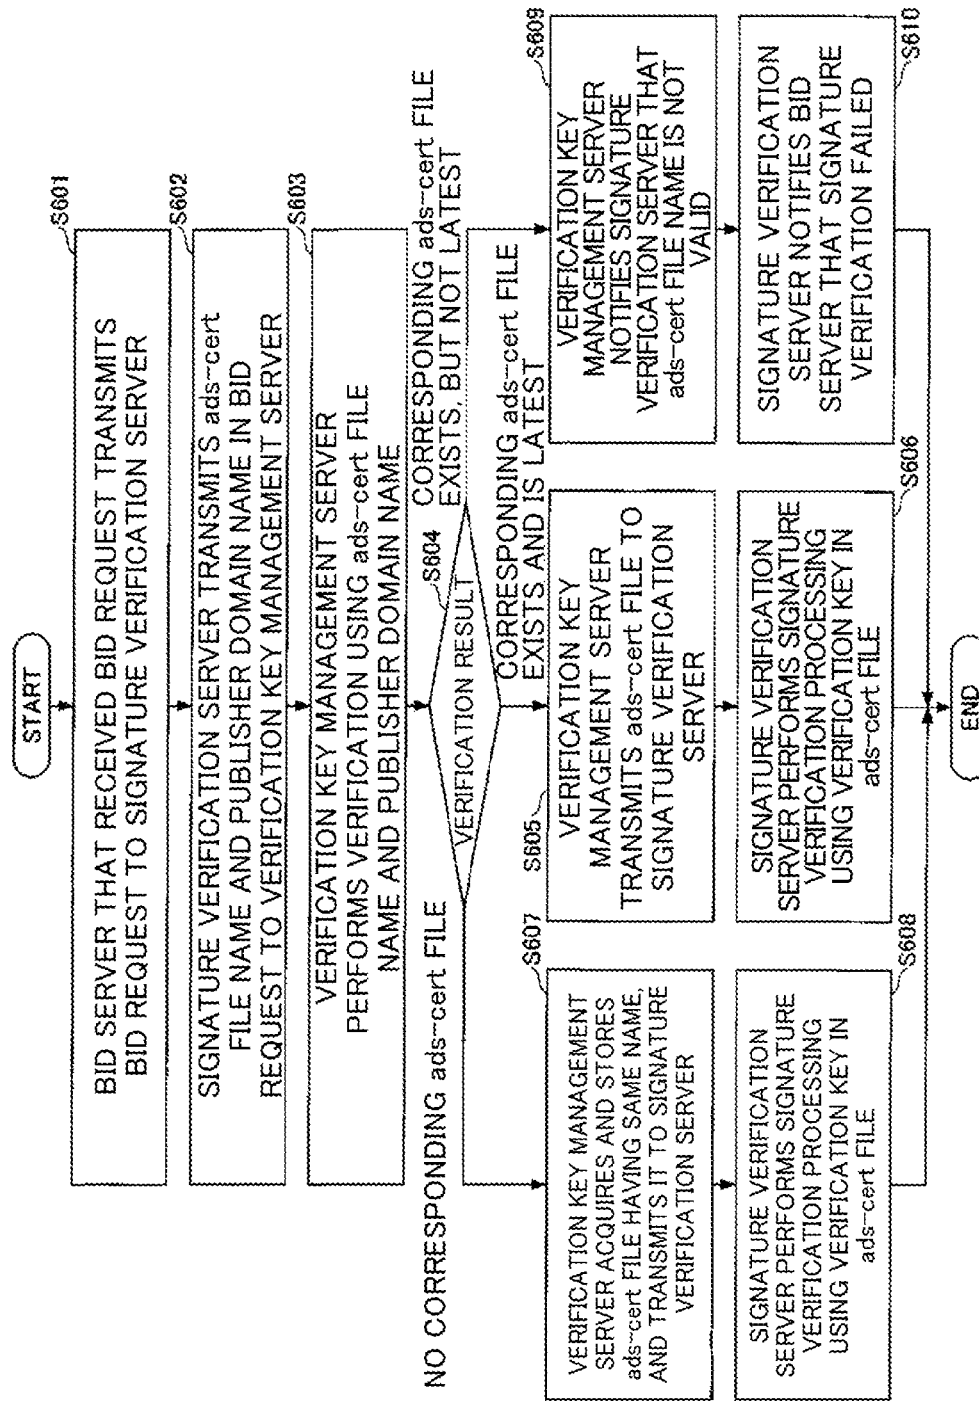 START
S601
BID SERVER THAT RECEIVED BID REQUEST TRANSMITS
BID REQUEST TO SIGNATURE VERIFICATION SERVER
S602
SIGNATURE VERIFICATION SERVER TRANSMITS ads-cert
FILE NAME AND PUBLISHER DOMAIN NAME IN BID
REQUEST TO VERIFICATION KEY MANAGEMENT SERVER
S603
VERIFICATION KEY MANAGEMENT SERVER
PERFORMS VERIFICATION USING ads-cert FILE
NAME AND PUBLISHER DOMAIN NAME
S604
VERIFICATION RESULT
NO CORRESPONDING ads-cert FILE
CORRESPONDING ads-cert FILE
EXISTS, BUT NOT LATEST
CORRESPONDING ads-cert FILE
EXISTS AND IS LATEST
S607
VERIFICATION KEY MANAGEMENT
SERVER ACQUIRES AND STORES
ads-cert FILE HAVING SAME NAME,
AND TRANSMITS IT TO SIGNATURE
VERIFICATION SERVER
S605
VERIFICATION KEY
MANAGEMENT SERVER
TRANSMITS ads-cert FILE TO
SIGNATURE VERIFICATION
SERVER
S609
VERIFICATION KEY
MANAGEMENT SERVER
NOTIFIES SIGNATURE
VERIFICATION SERVER THAT
ads-cert FILE NAME IS NOT
VALID
S608
SIGNATURE VERIFICATION
SERVER PERFORMS SIGNATURE
VERIFICATION PROCESSING
USING VERIFICATION KEY IN
ads-cert FILE
S606
SIGNATURE VERIFICATION
SERVER PERFORMS SIGNATURE
VERIFICATION PROCESSING
USING VERIFICATION KEY IN
ads-cert FILE
S610
SIGNATURE VERIFICATION
SERVER NOTIFIES BID
SERVER THAT SIGNATURE
VERIFICATION FAILED
END